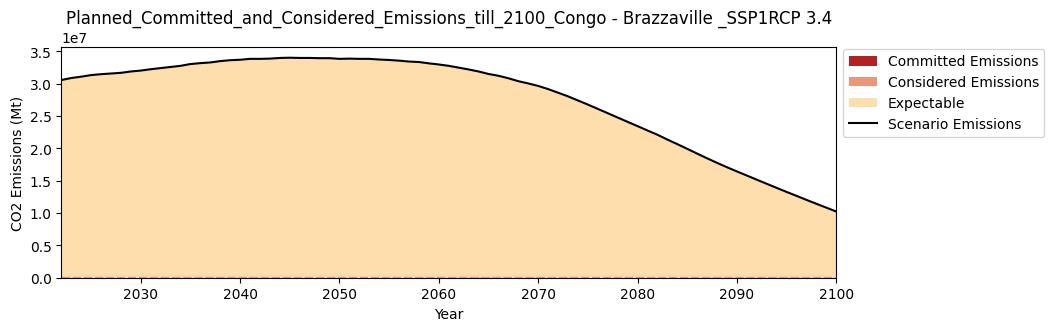 Planned_Committed_and_Considered_Emissions_till_2100_Congo - Brazzaville _SSP1RCP 3.4
1e7
3.5
3.0
2.5
2.0
1.5
1.0
0.5
0.0
CO2 Emissions (Mt)
2030 2040 2050 2060 2070 2080 2090 2100
Year
Committed Emissions
Considered Emissions
Expectable
Scenario Emissions